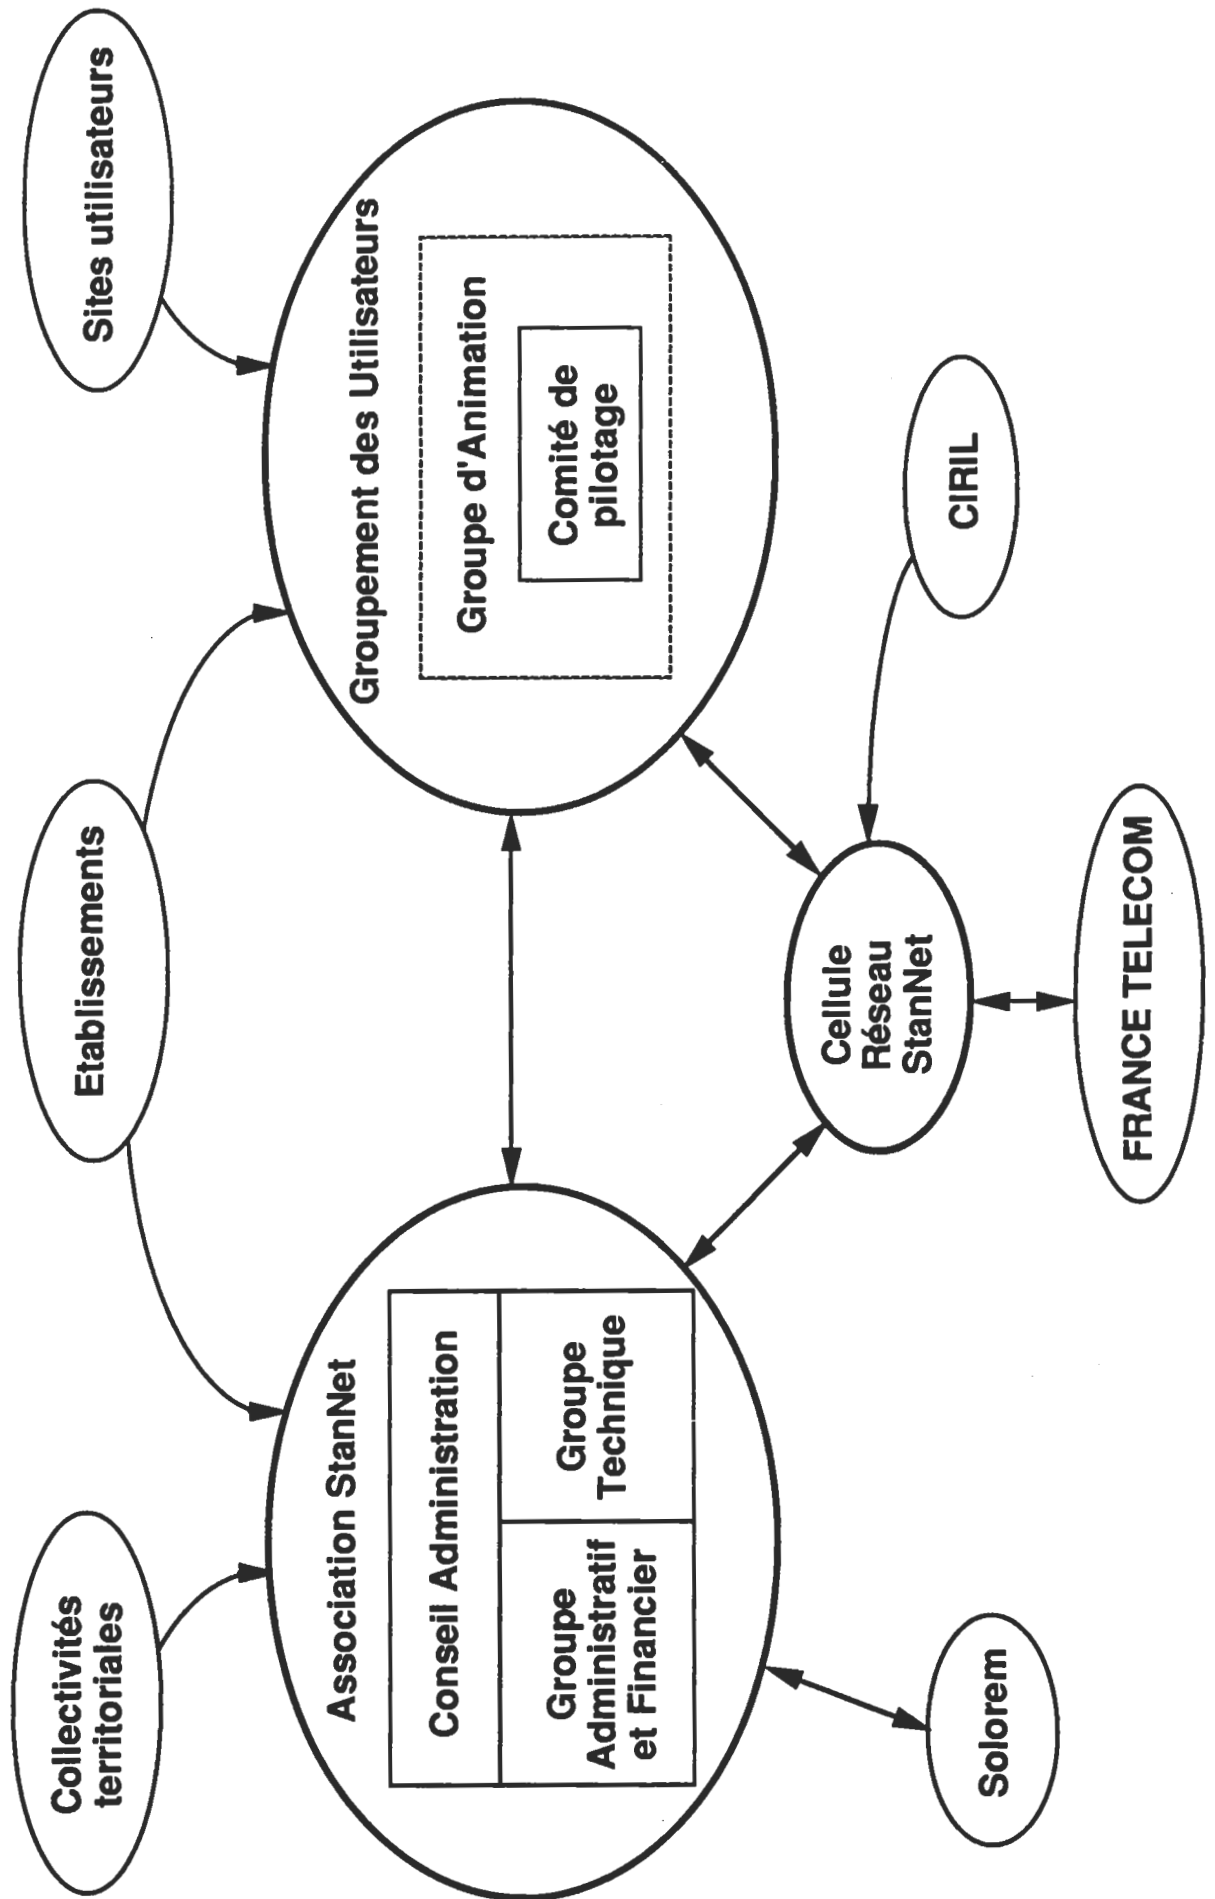 Collectivités
territoriales
Etablissements
Sites utilisateurs
Association StanNet
Conseil Administration
Groupe
Administratif
et Financier
Groupe
Technique
Groupement des Utilisateurs
Groupe d'Animation
Comité de
pilotage
Cellule
Réseau
StanNet
Solorem
FRANCE TELECOM
CIRIL